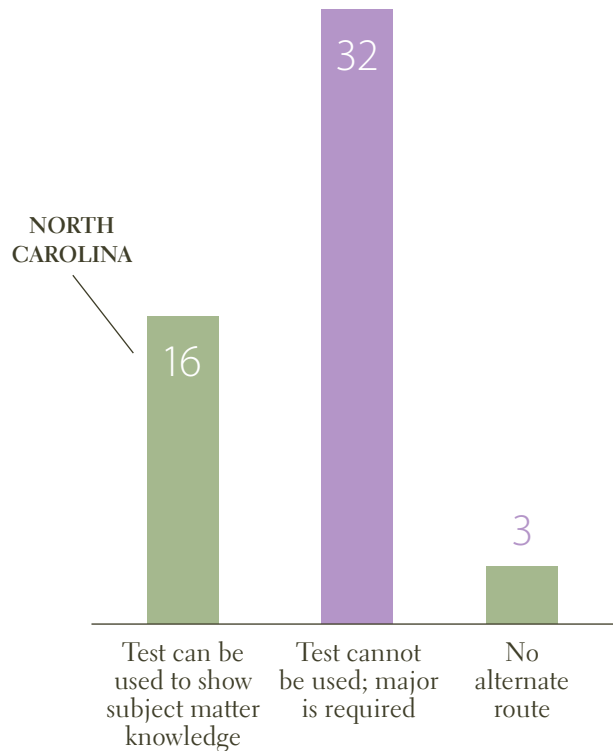 32
NORTH
CAROLINA
16
3
Test can be
used to show
subject matter
knowledge
Test cannot
be used; major
is required
No
alternate
route